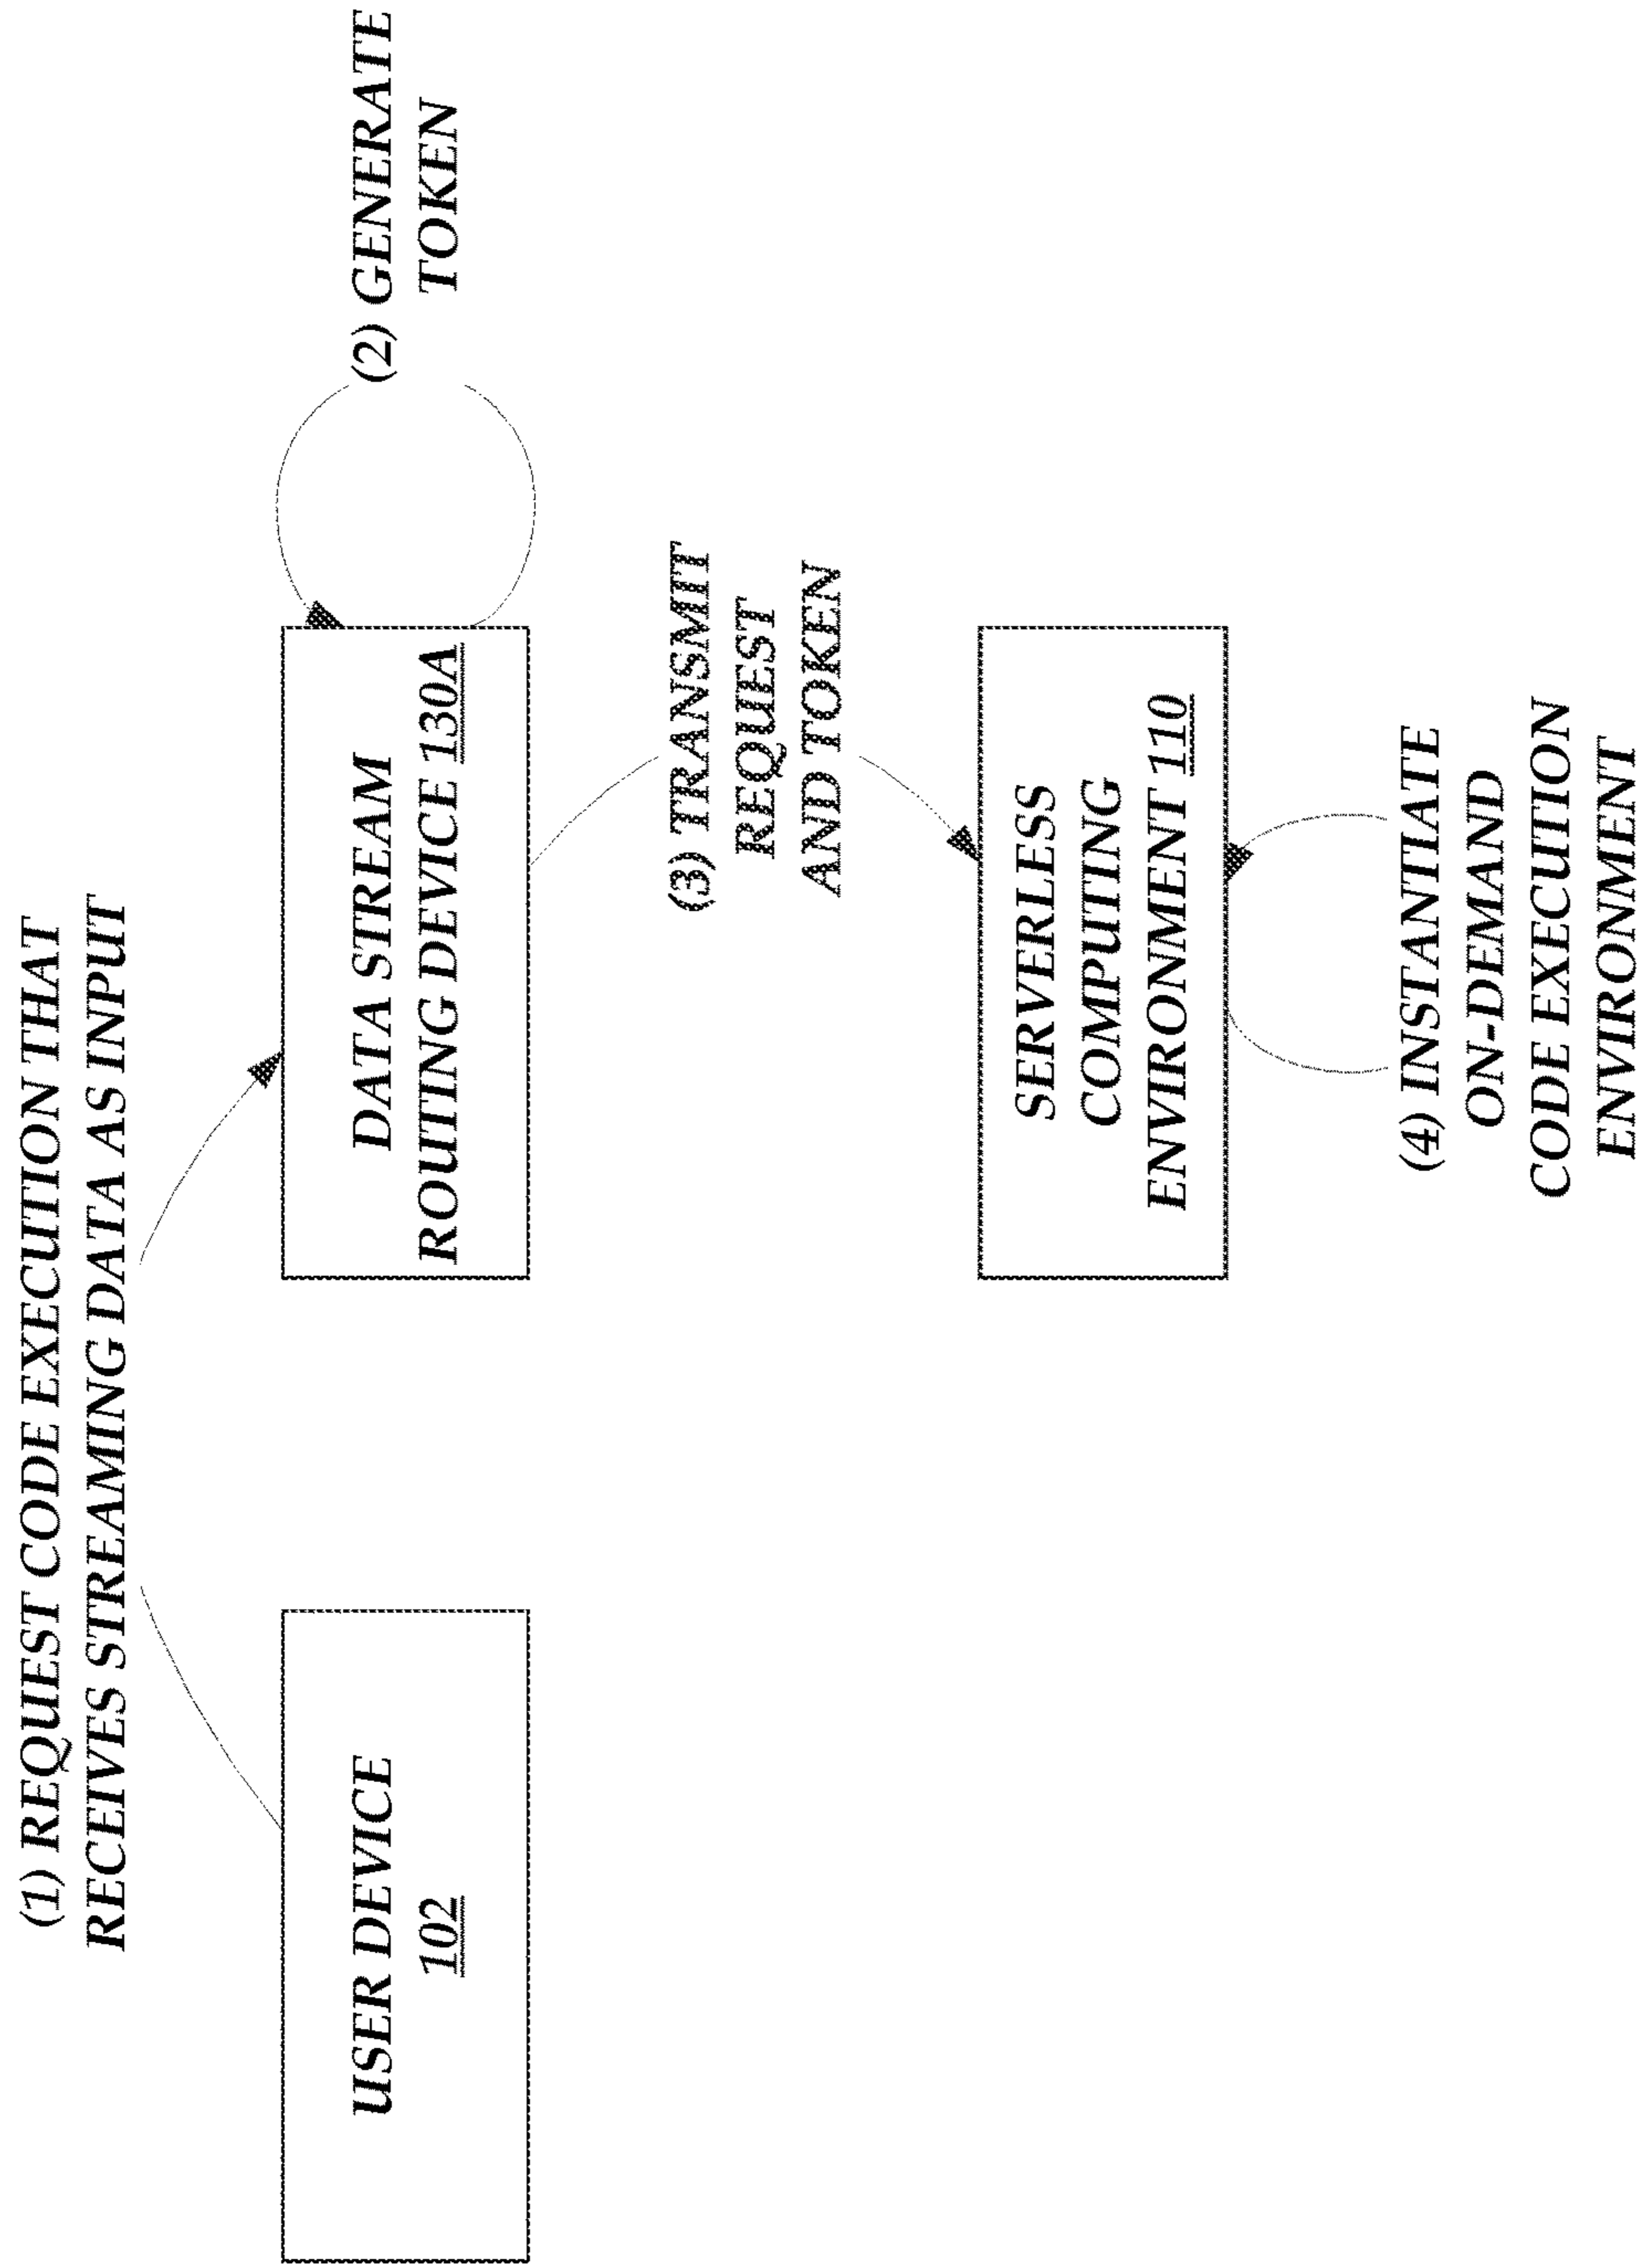 (1) REQUEST CODE EXECUTION THAT
RECEIVES STREAMING DATA AS INPUT
USER DEVICE
102
DATA STREAM
ROUTING DEVICE 130A
(2) GENERATE
TOKEN
(3) TRANSMIT
REQUEST
AND TOKEN
SERVERLESS
COMPUTING
ENVIRONMENT 110
(4) INSTANTIATE
ON-DEMAND
CODE EXECUTION
ENVIRONMENT